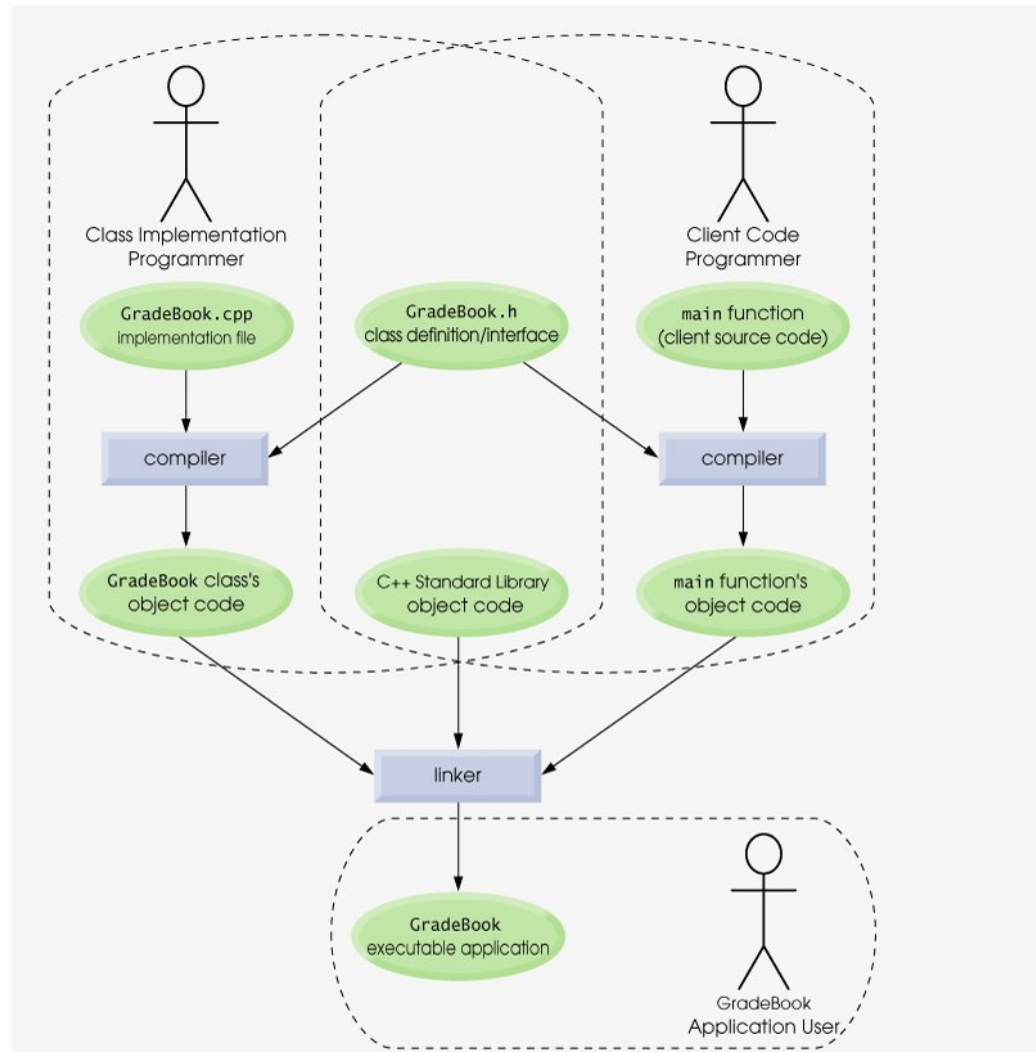 Class Implementation
Programmer
Client Code
Programmer
GradeBook.cpp
implementation file
GradeBook.h
class definition/interface
main function
(client source code)
compiler
compiler
GradeBook class's
object code
C++ Standard Library
object code
main function's
object code
linker
GradeBook
executable application
GradeBook
Application User